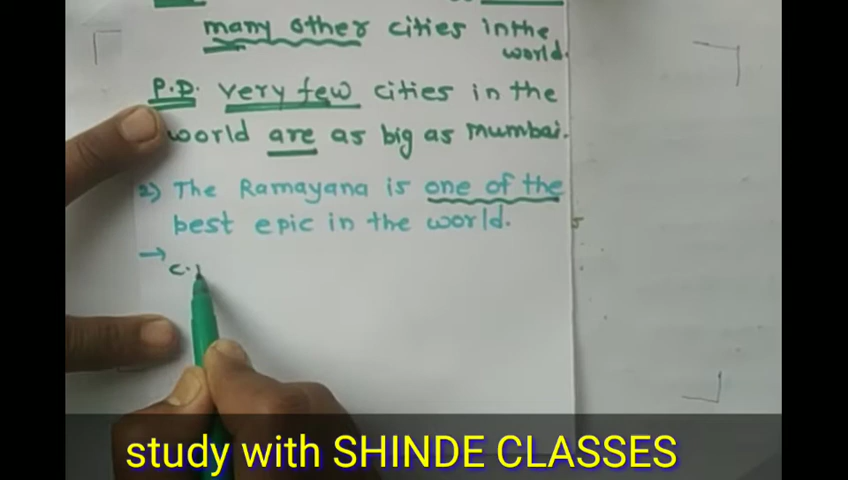 many other cities in the
world.
P.D. very few cities in the
world are as big as Mumbai.
2) The Ramayana is one of the
best epic in the world.
→
C.
study with SHINDE CLASSES